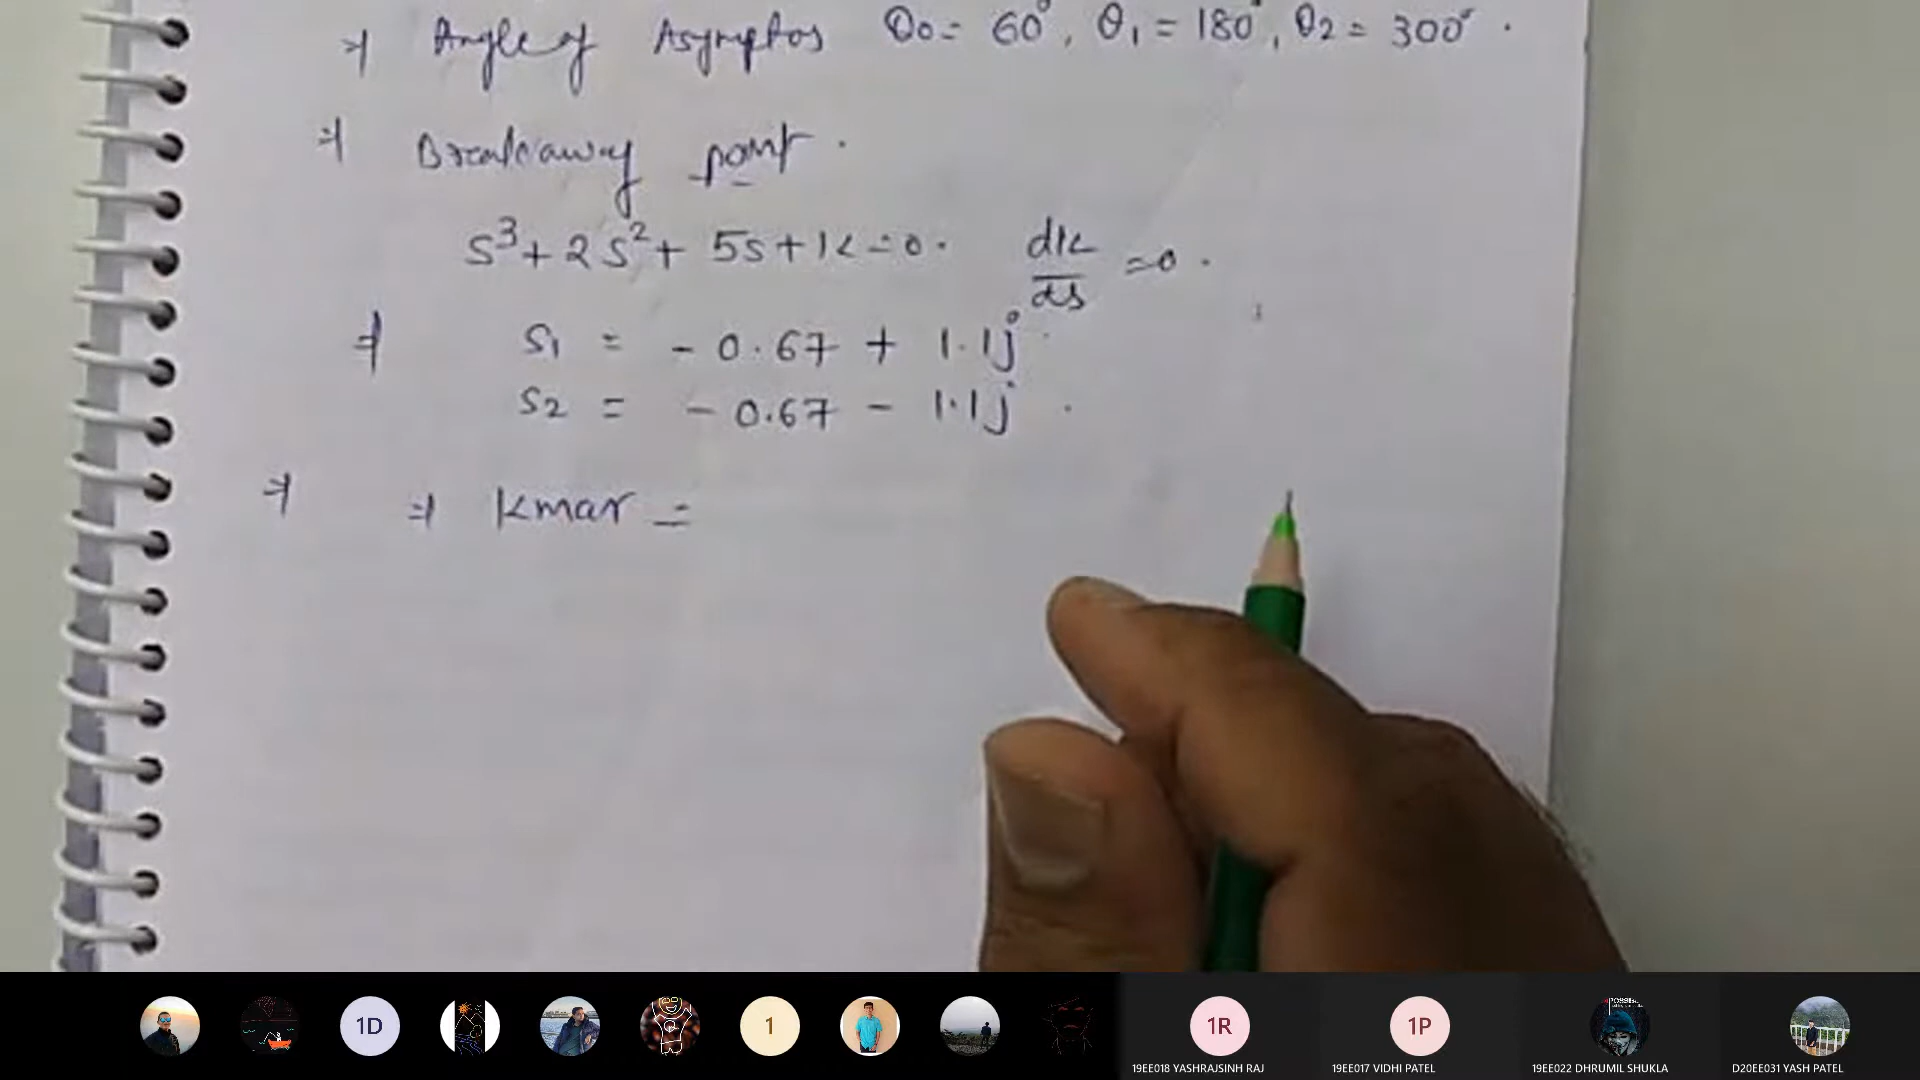 ⇒ Angle of Asymptos θ0 = 60°, θ1 = 180°, θ2 = 300°.
⇒ Breakaway point.
s³ + 2s² + 5s + K = 0. dK/ds = 0.
⇒ s1 = - 0.67 + 1.1j
s2 = - 0.67 - 1.1j.
⇒ ⇒ Kmar =
1D
1
1R
1P
19EE018 YASHRAJSINH RAJ
19EE017 VIDHI PATEL
19EE022 DHRUMIL SHUKLA
D20EE031 YASH PATEL